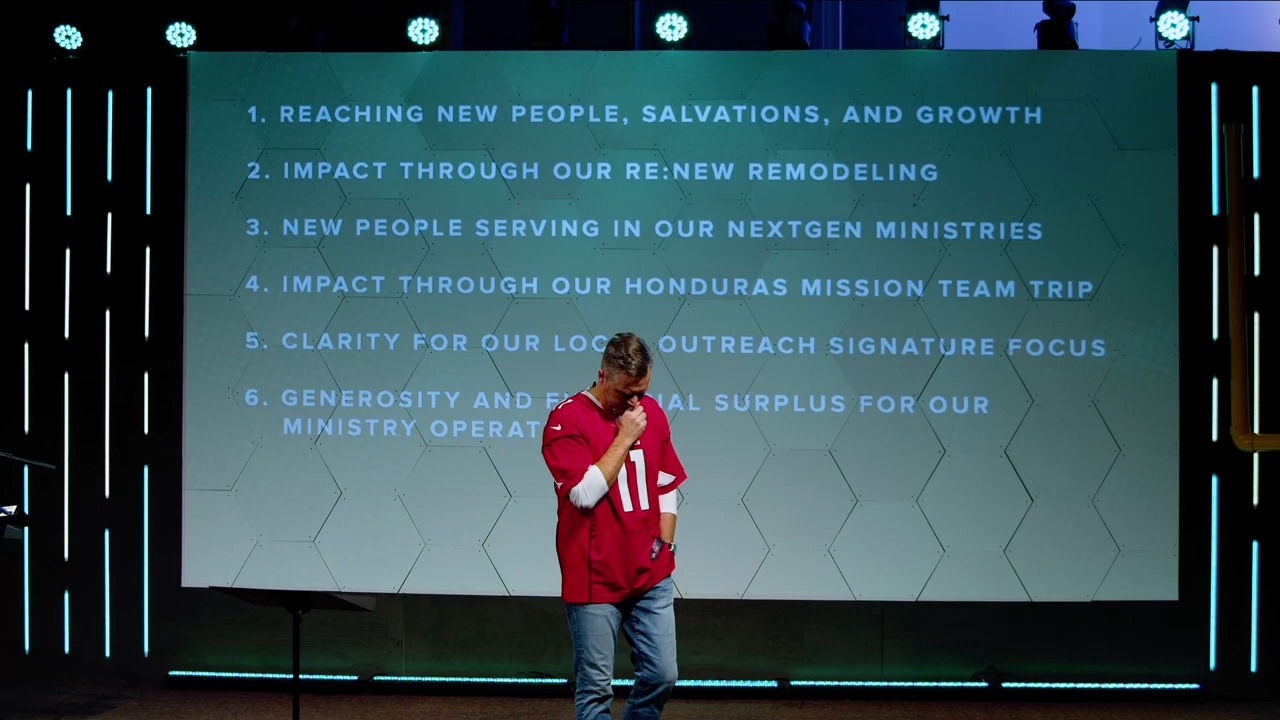 1. REACHING NEW PEOPLE, SALVATIONS, AND GROWTH
2. IMPACT THROUGH OUR RE:NEW REMODELING
3. NEW PEOPLE SERVING IN OUR NEXTGEN MINISTRIES
4. IMPACT THROUGH OUR HONDURAS MISSION TEAM TRIP
5. CLARITY FOR OUR OUTREACH SIGNATURE FOCUS
6. GENEROSITY AND SURPLUS FOR OUR
MINISTRY
11